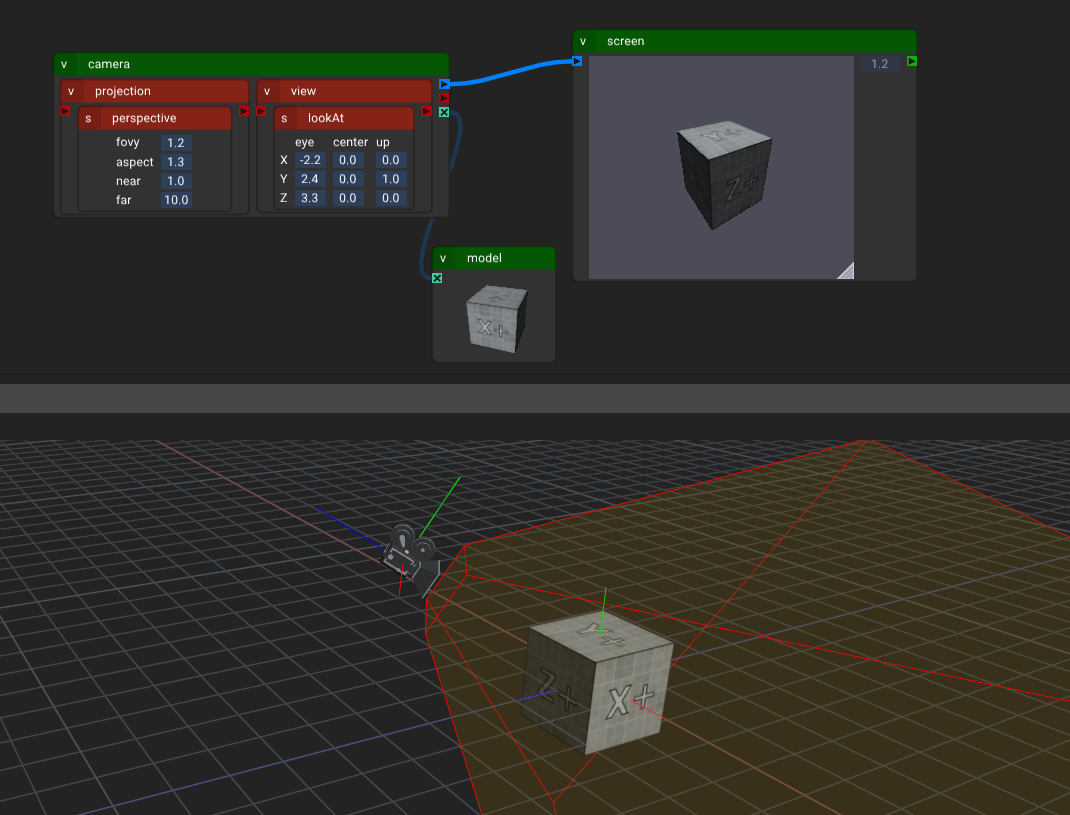 v screen
v camera
1.2
v projection
v view
s perspective
s lookAt
fovy 1.2
aspect 1.3
near 1.0
far 10.0
eye center up
X -2.2 0.0 0.0
Y 2.4 0.0 1.0
Z 3.3 0.0 0.0
Y+
Z+
v model
X+
Y+
Z+
X+